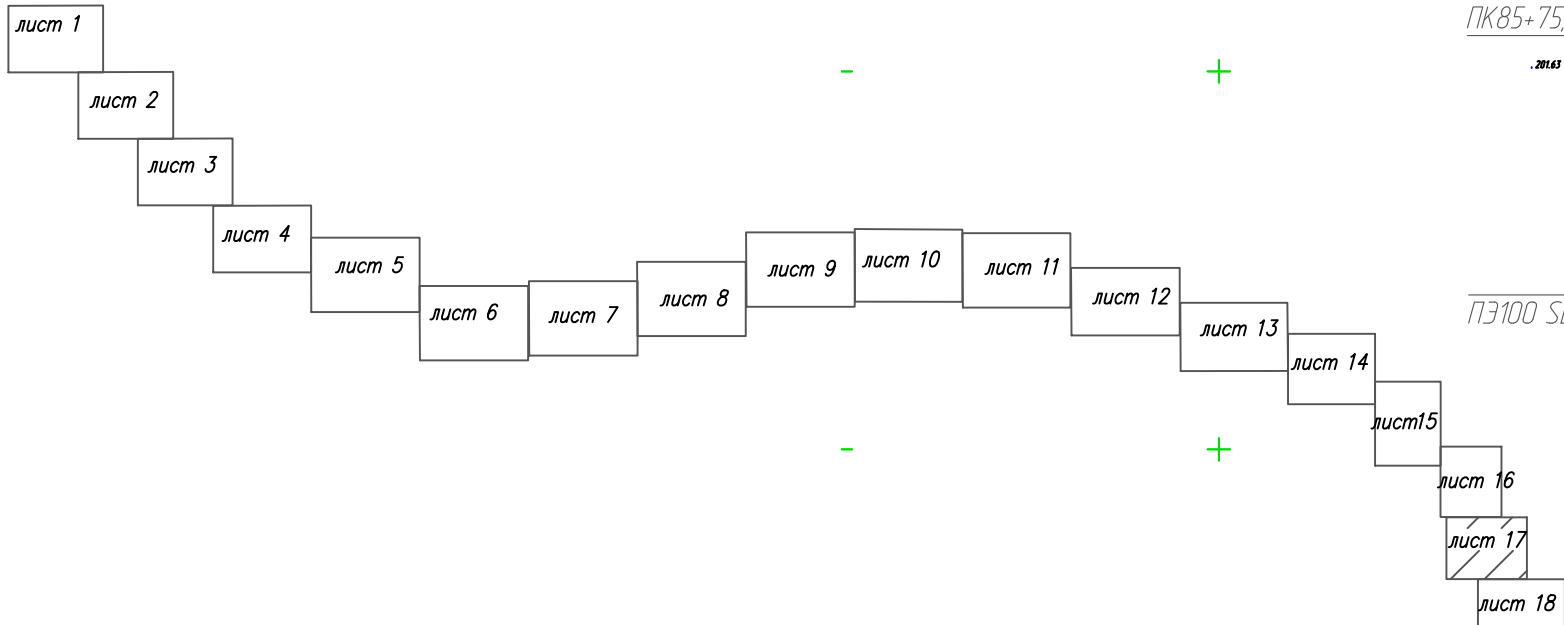 лист 1
ПК85+75,
.201.63
лист 2
лист 3
лист 4
лист 5
лист 6
лист 7
лист 8
лист 9
лист 10
лист 11
лист 12
лист 13
ПЭ100
лист 14
лист15
лист 16
лист 17
лист 18